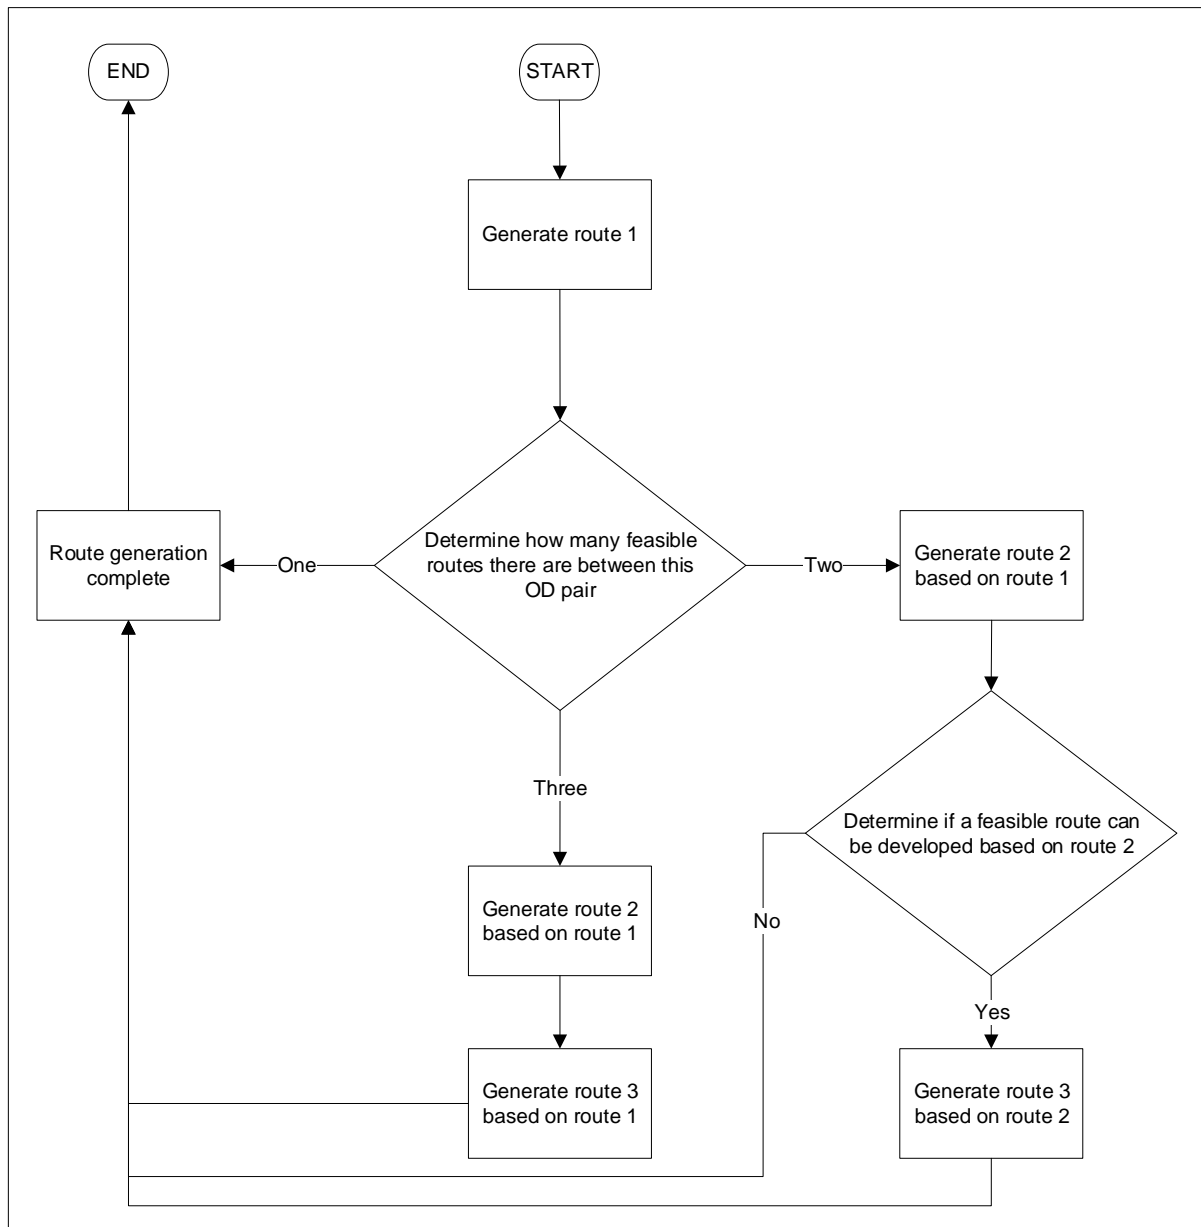 END
START
Generate route 1
Determine how many feasible
routes there are between this
OD pair
Route generation
complete
One
Two
Generate route 2
based on route 1
Three
Determine if a feasible route can
be developed based on route 2
Generate route 2
based on route 1
No
Yes
Generate route 3
based on route 1
Generate route 3
based on route 2